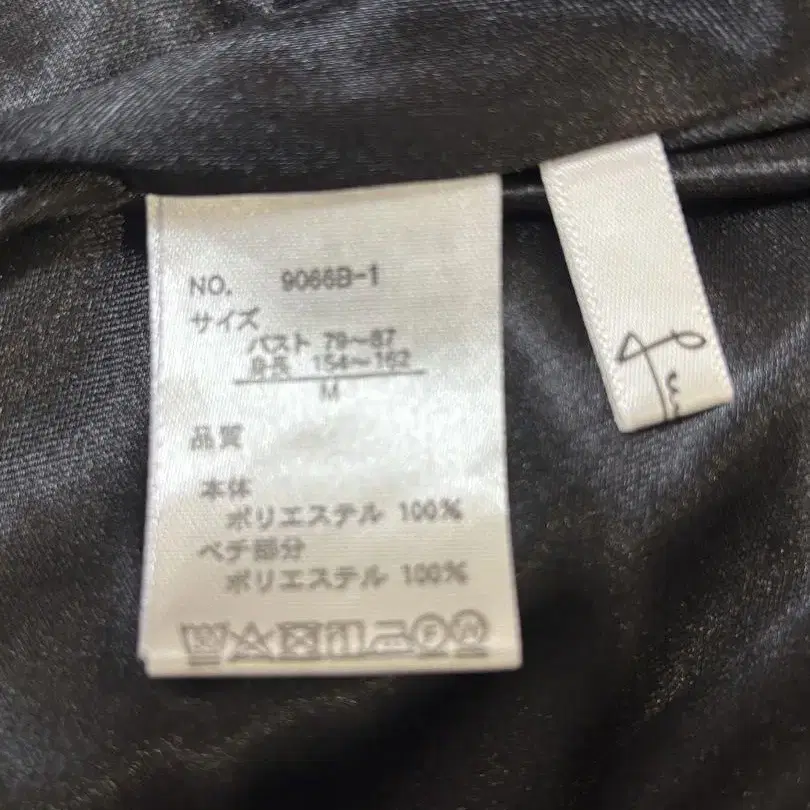 NO. 9066B-1
サイズ
バスト 79～87
身長 154～162
M
品質
本体
ポリエステル 100%
ペチ部分
ポリエステル 100%